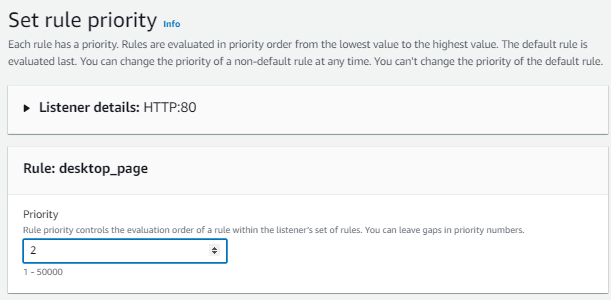 Set rule priority Info
Each rule has a priority. Rules are evaluated in priority order from the lowest value to the highest value. The default rule is
evaluated last. You can change the priority of a non-default rule at any time. You can't change the priority of the default rule.
Listener details: HTTP:80
Rule: desktop_page
Priority
Rule priority controls the evaluation order of a rule within the listener's set of rules. You can leave gaps in priority numbers.
2
1 - 50000